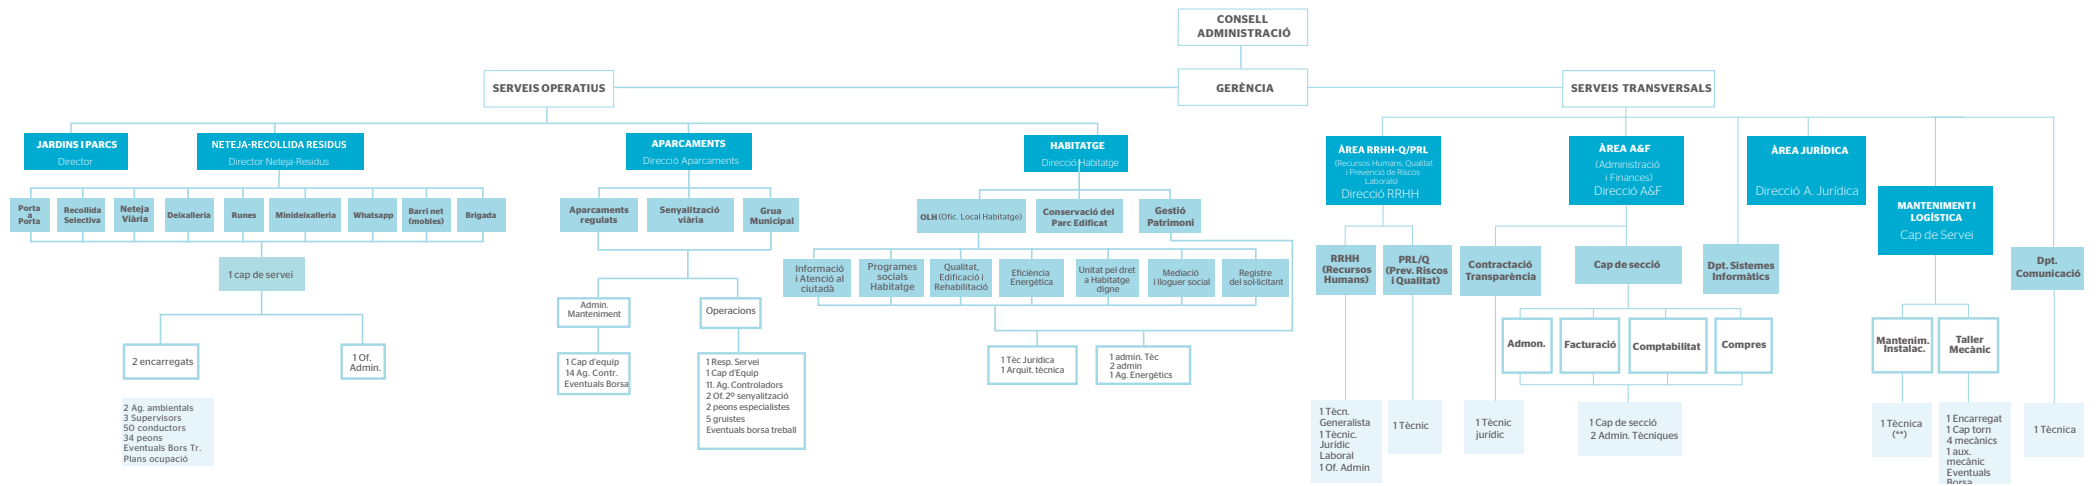 CONSELL
ADMINISTRACIÓ
SERVEIS OPERATIUS
GERÈNCIA
SERVEIS TRANSVERSALS
JARDINS I PARCS
Director
NETEJA-RECOLLIDA RESIDUS
Director Neteja-Residus
APARCAMENTS
Direcció Aparcaments
HABITATGE
Direcció Habitatge
ÀREA RRHH-Q/PRL
(Recursos Humans, Qualitat
i Prevenció de Riscos
Laborals)
Direcció RRHH
ÀREA A&F
(Administració
i Finances)
Direcció A&F
ÀREA JURÍDICA
Direcció A. Jurídica
MANTENIMENT I
LOGÍSTICA
Cap de Servei
Porta
a
Porta
Recollida
Selectiva
Neteja
Viària
Deixalleria
Runes
Minideixalleria
Whatsapp
Barri net
(mobles)
Brigada
Aparcaments
regulats
Senyalització
viària
Grua
Municipal
OLH (Ofic. Local Habitatge)
Conservació del
Parc Edificat
Gestió
Patrimoni
1 cap de servei
Informació
i Atenció al
ciutadà
Programes
socials
Habitatge
Qualitat,
Edificació i
Rehabilitació
Eficiència
Energètica
Unitat pel dret
a Habitatge
digne
Mediació
i lloguer social
Registre
del sol·licitant
RRHH
(Recursos
Humans)
PRL/Q
(Prev. Riscos
i Qualitat)
Contractació
Transparència
Cap de secció
Dpt. Sistemes
Informàtics
Dpt.
Comunicació
Admin.
Manteniment
Operacions
2 encarregats
1 Of.
Admin.
1 Cap d'equip
14 Ag. Contr.
Eventuals Borsa
1 Resp. Servei
1 Cap d'Equip
11. Ag. Controladors
2 Of. 2º senyalització
2 peons especialistes
5 gruistes
Eventuals borsa treball
1 Tèc Jurídica
1 Arquit. tècnica
1 admin. Tèc
2 admin
1 Ag. Energètics
Admon.
Facturació
Comptabilitat
Compres
Mantenim.
Instalac.
Taller
Mecànic
2 Ag. ambientals
3 Supervisors
50 conductors
34 peons
Eventuals Bors Tr.
Plans ocupació
1 Tècn.
Generalista
1 Tècnic.
Jurídic
Laboral
1 Of. Admin
1 Tècnic
1 Tècnic
jurídic
1 Cap de secció
2 Admin. Tècniques
1 Tècnica
(**)
1 Encarregat
1 Cap torn
4 mecànics
1 aux.
mecànic
Eventuals
Borsa
1 Tècnica